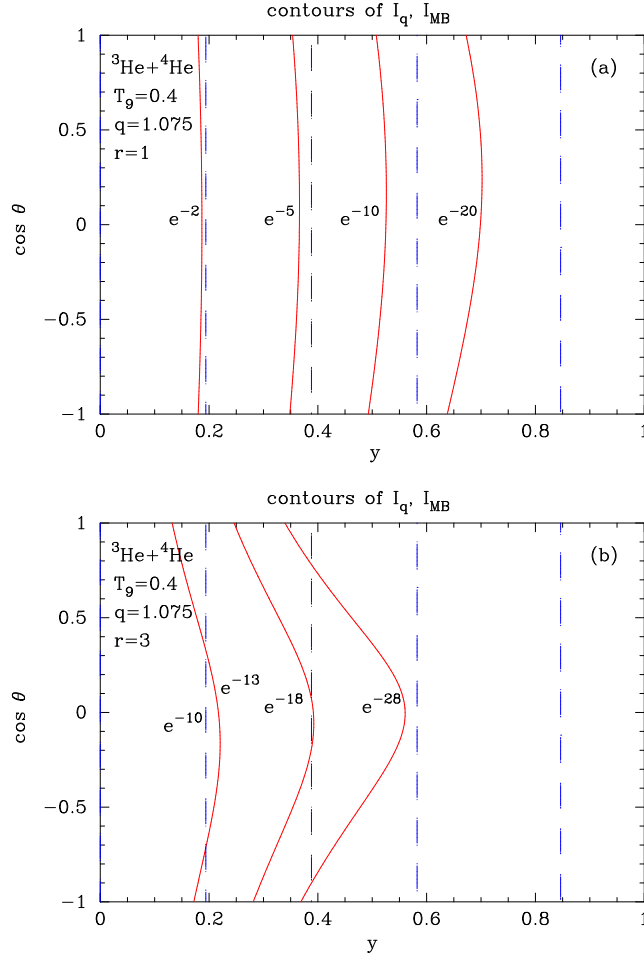 contours of I_q, I_MB
1
0.5
0
−0.5
−1
cos θ
³He+⁴He
T₉=0.4
q=1.075
r=1
(a)
e⁻² e⁻⁵ e⁻¹⁰ e⁻²⁰
0 0.2 0.4 0.6 0.8 1
y
contours of I_q, I_MB
1
0.5
0
−0.5
−1
cos θ
³He+⁴He
T₉=0.4
q=1.075
r=3
(b)
e⁻¹⁰ e⁻¹³ e⁻¹⁸ e⁻²⁸
0 0.2 0.4 0.6 0.8 1
y